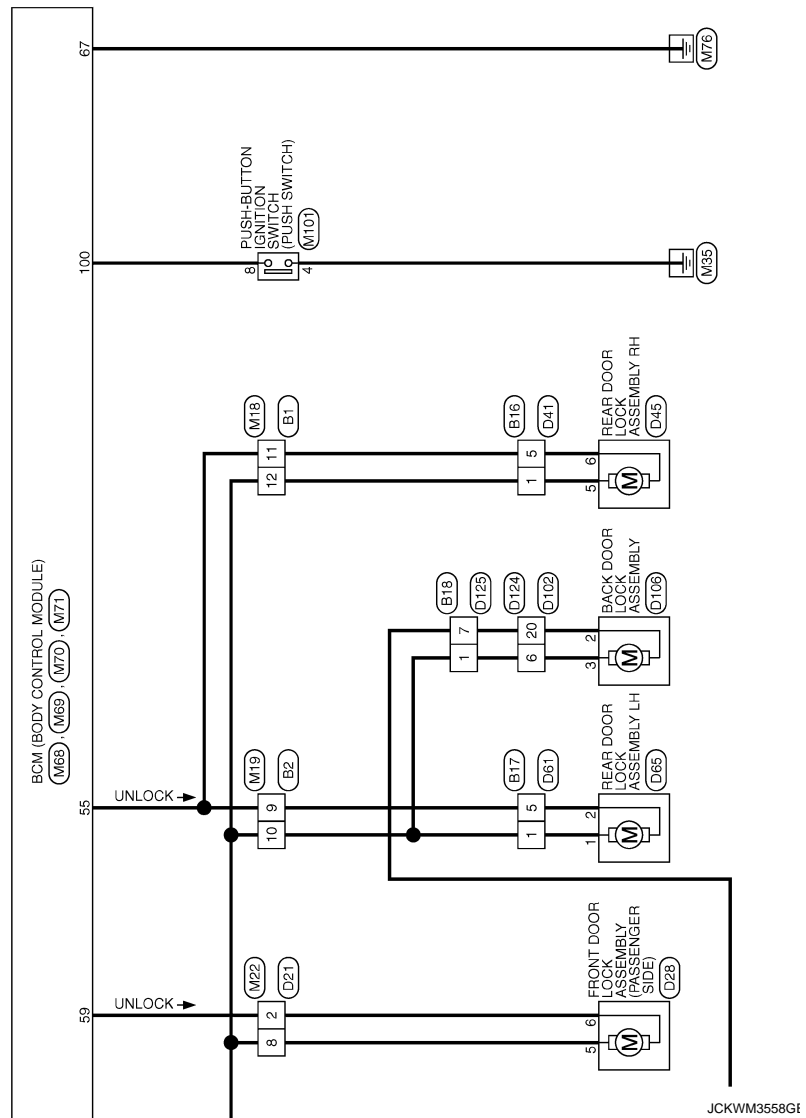 BCM (BODY CONTROL MODULE)
M68 , M69 , M70 , M71
59
55
100
67
UNLOCK
UNLOCK
M22
D21
8
2
5
6
FRONT DOOR
LOCK
ASSEMBLY
(PASSENGER
SIDE)
D28
M19
B2
10
9
B17
D61
1
5
1
2
REAR DOOR
LOCK
ASSEMBLY LH
D65
B18
D125
1
7
D124
D102
6
20
3
2
BACK DOOR
LOCK
ASSEMBLY
D106
M18
B1
12
11
B16
D41
1
5
5
6
REAR DOOR
LOCK
ASSEMBLY RH
D45
PUSH-BUTTON
IGNITION
SWITCH
(PUSH SWITCH)
M101
8
4
M35
M76
M
M
M
M
JCKWM3558GE